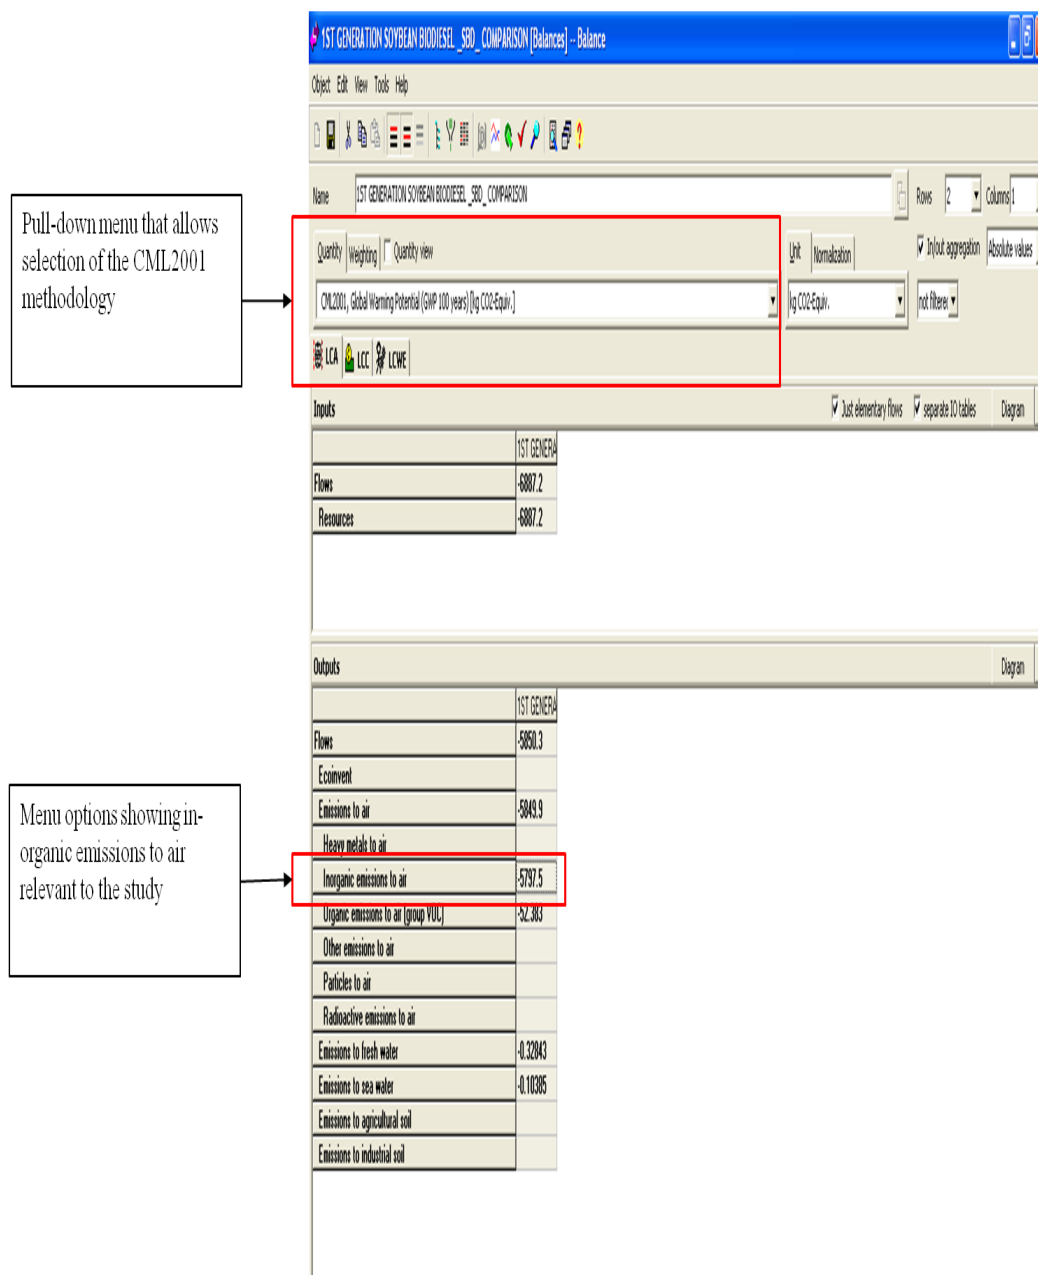 1ST GENERATION SOYBEAN BIODIESEL _SBD_ COMPARISON [Balances] -- Balance
Object Edit View Tools Help
Name 1ST GENERATION SOYBEAN BIODIESEL _SBD_ COMPARISON Rows 2 Columns 1
Pull-down menu that allows
selection of the CML2001
methodology
Quantity Weighting Quantity view Unit Normalization In/out aggregation Absolute values
CML2001, Global Warming Potential (GWP 100 years) [kg CO2-Equiv.] kg CO2-Equiv. not filtered
LCA LCC LCWE
Inputs Just elementary flows separate IO tables Diagram
1ST GENERA
Flows -6887.2
Resources -6887.2
Outputs Diagram
1ST GENERA
Flows -5850.3
Ecoinvent
Emissions to air -5849.9
Heavy metals to air
Menu options showing in-
organic emissions to air
relevant to the study
Inorganic emissions to air -5797.5
Organic emissions to air (group VOC) -52.383
Other emissions to air
Particles to air
Radioactive emissions to air
Emissions to fresh water -0.32843
Emissions to sea water -0.10385
Emissions to agricultural soil
Emissions to industrial soil